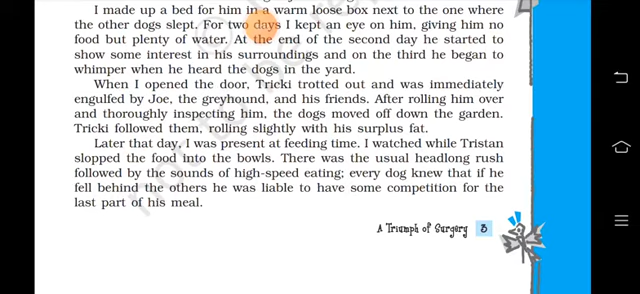 I made up a bed for him in a warm loose box next to the one where
the other dogs slept. For two days I kept an eye on him, giving him no
food but plenty of water. At the end of the second day he started to
show some interest in his surroundings and on the third he began to
whimper when he heard the dogs in the yard.
When I opened the door, Tricki trotted out and was immediately
engulfed by Joe, the greyhound, and his friends. After rolling him over
and thoroughly inspecting him, the dogs moved off down the garden.
Tricki followed them, rolling slightly with his surplus fat.
Later that day, I was present at feeding time. I watched while Tristan
slopped the food into the bowls. There was the usual headlong rush
followed by the sounds of high-speed eating; every dog knew that if he
fell behind the others he was liable to have some competition for the
last part of his meal.
A Triumph of Surgery 3